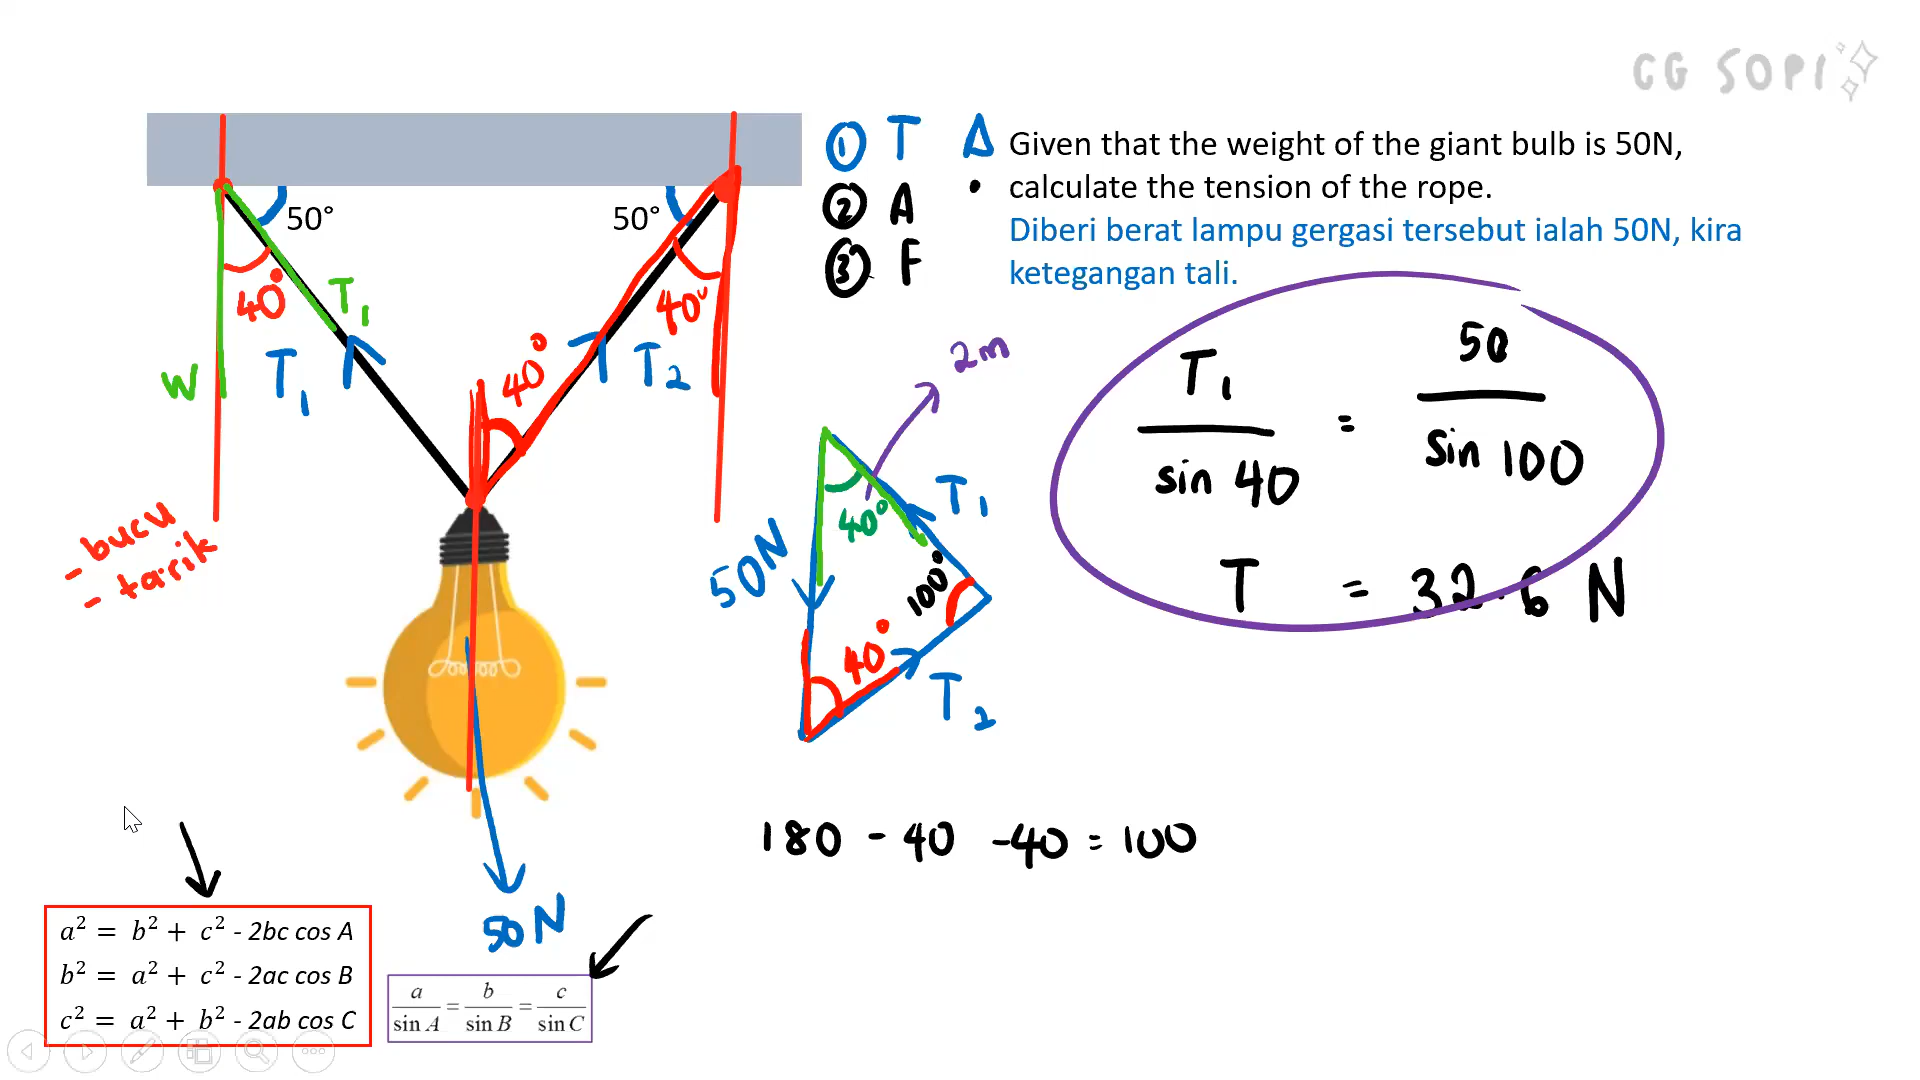 CG SOPI
① T
② A
③ F
Δ Given that the weight of the giant bulb is 50N,
• calculate the tension of the rope.
Diberi berat lampu gergasi tersebut ialah 50N, kira
ketegangan tali.
50°
50°
40°
T₁
40°
W
T₁
40°
T₂
- bucu
- tarik
50N
2m
40°
T₁
50N
100°
40°
T₂
T₁ / sin 40 = 50 / sin 100
T = 32.6 N
180 - 40 - 40 = 100
a² = b² + c² - 2bc cos A
b² = a² + c² - 2ac cos B
c² = a² + b² - 2ab cos C
a / sin A = b / sin B = c / sin C